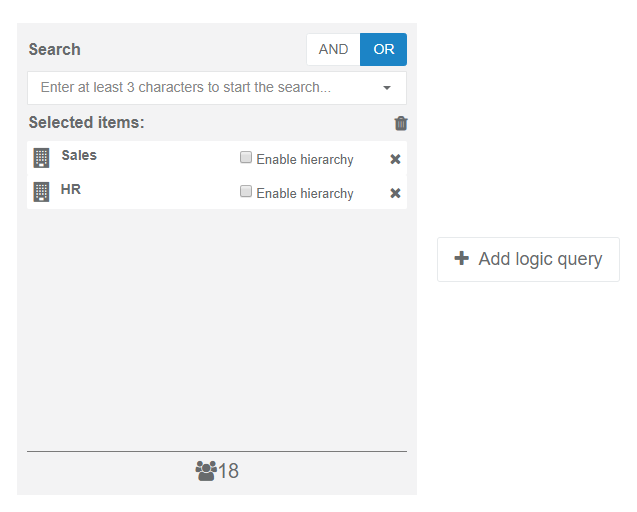 Search
AND OR
Enter at least 3 characters to start the search...
Selected items:
Sales Enable hierarchy
HR Enable hierarchy
Add logic query
18